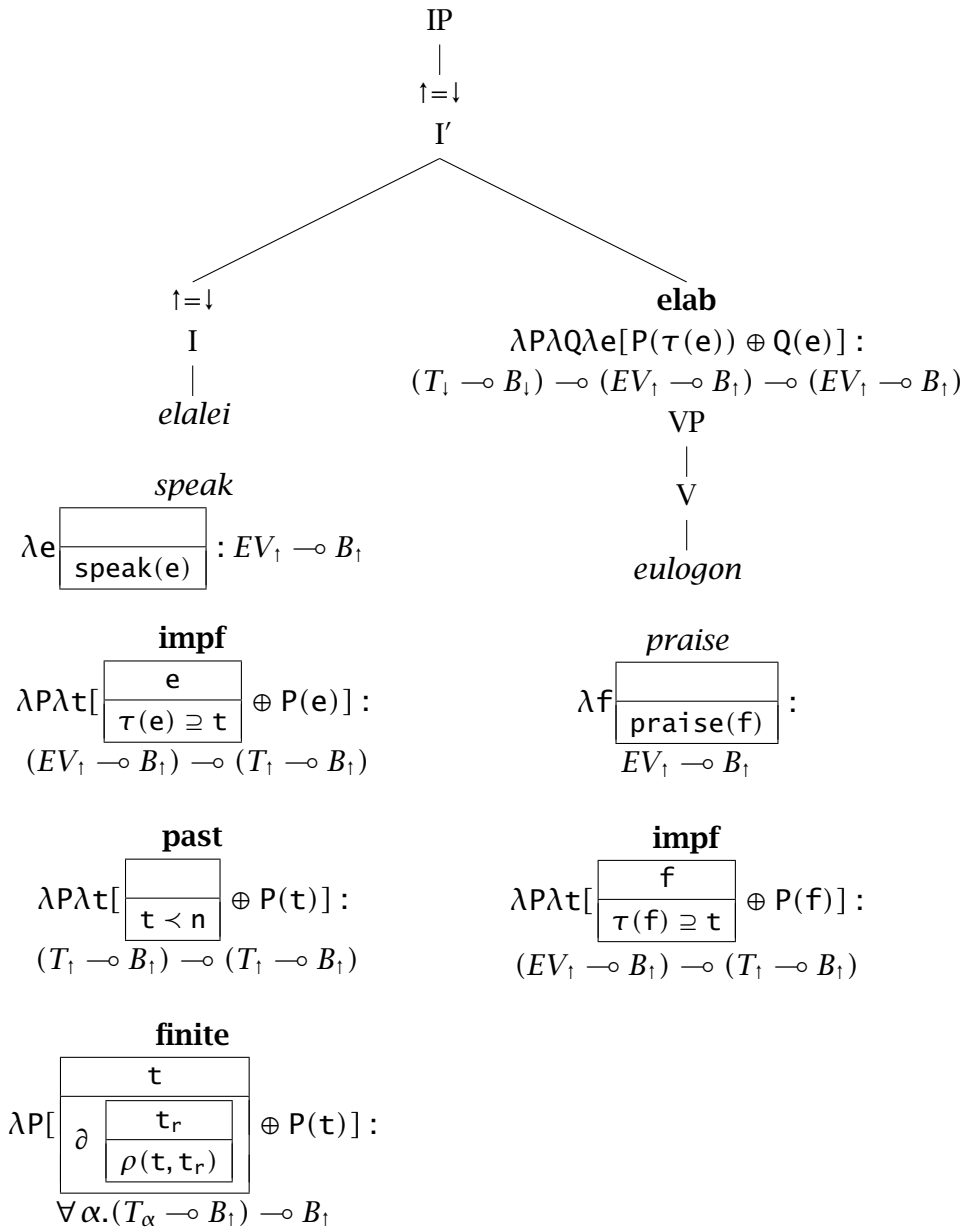 IP
↑=↓
I′
↑=↓
I
elalei
speak
λe
speak(e)
: EV↑ ⊸ B↑
impf
λPλt[
e
τ(e) ⊇ t
⊕ P(e)] :
(EV↑ ⊸ B↑) ⊸ (T↑ ⊸ B↑)
past
λPλt[
t ≺ n
⊕ P(t)] :
(T↑ ⊸ B↑) ⊸ (T↑ ⊸ B↑)
finite
λP[
t
∂
tᵣ
ρ(t, tᵣ)
⊕ P(t)] :
∀α.(Tα ⊸ B↑) ⊸ B↑
elab
λPλQλe[P(τ(e)) ⊕ Q(e)] :
(T↓ ⊸ B↓) ⊸ (EV↑ ⊸ B↑) ⊸ (EV↑ ⊸ B↑)
VP
V
eulogon
praise
λf
praise(f)
:
EV↑ ⊸ B↑
impf
λPλt[
f
τ(f) ⊇ t
⊕ P(f)] :
(EV↑ ⊸ B↑) ⊸ (T↑ ⊸ B↑)